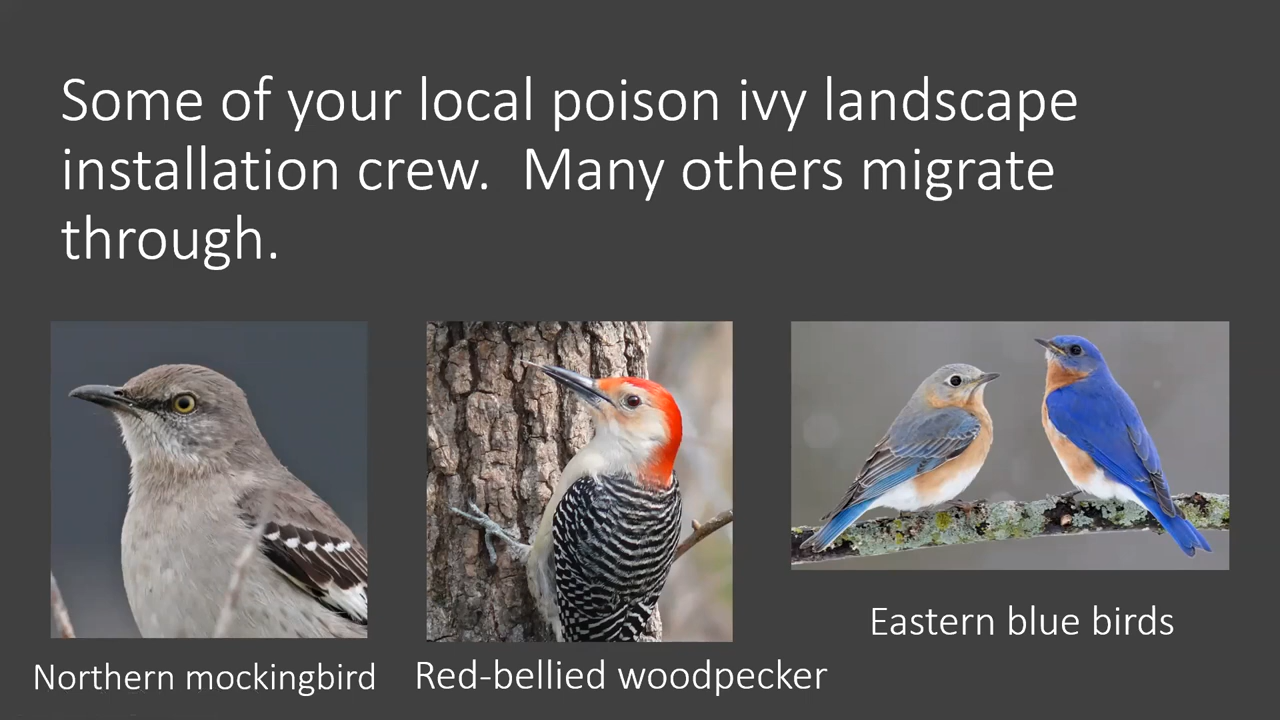 Some of your local poison ivy landscape
installation crew.  Many others migrate
through.
Northern mockingbird
Red-bellied woodpecker
Eastern blue birds